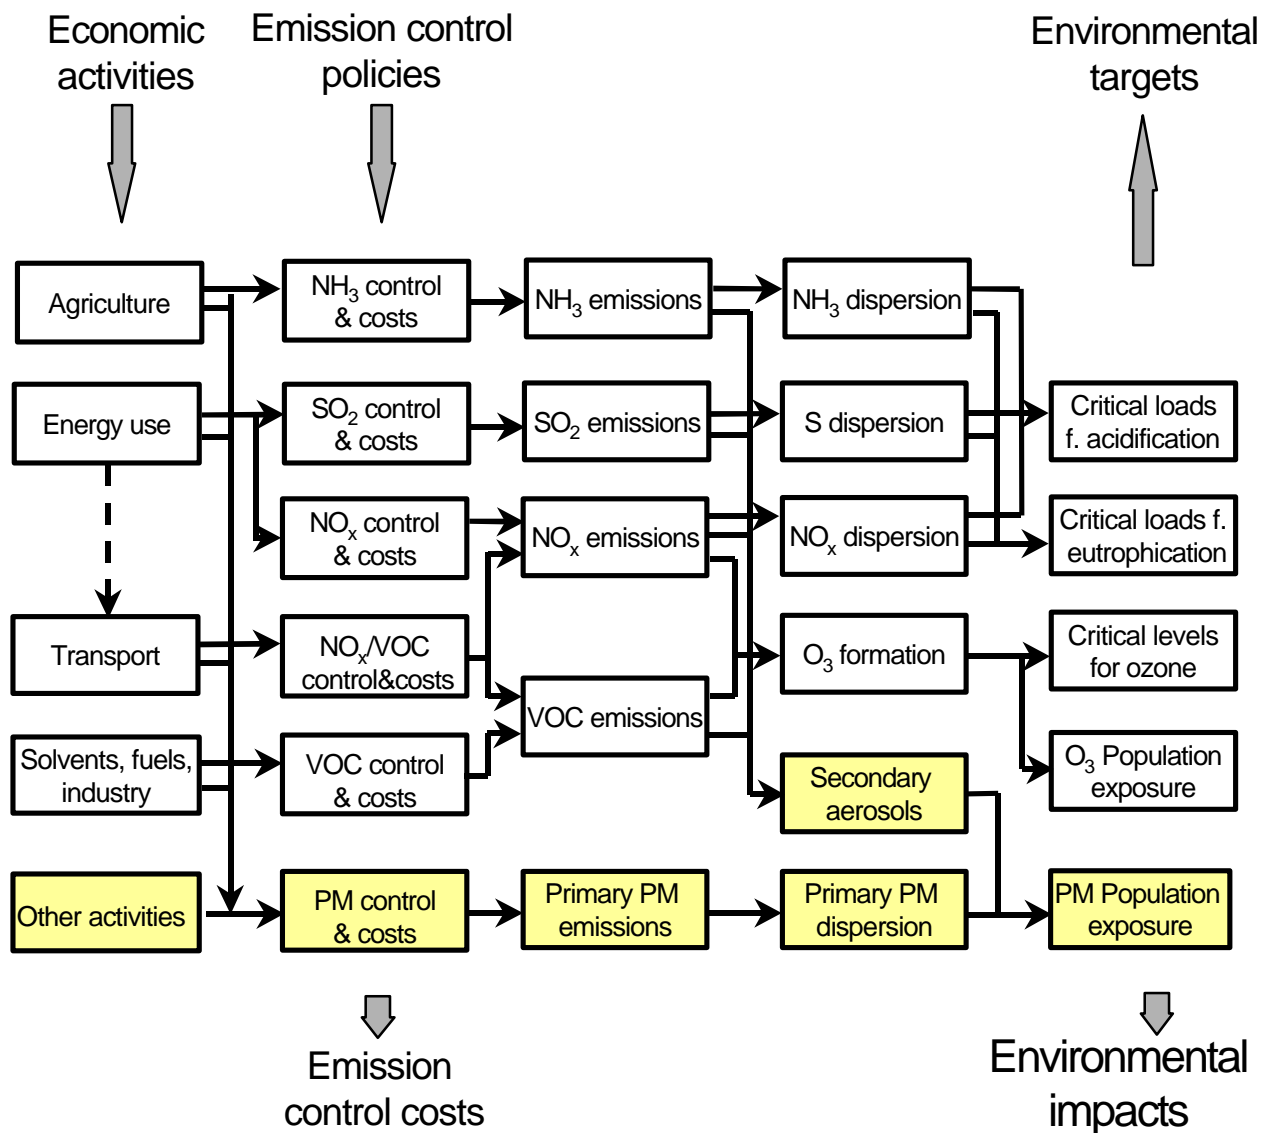 Economic
activities
Emission control
policies
Environmental
targets
Agriculture
NH₃ control
& costs
NH₃ emissions
NH₃ dispersion
Energy use
SO₂ control
& costs
SO₂ emissions
S dispersion
Critical loads
f. acidification
NOₓ control
& costs
NOₓ emissions
NOₓ dispersion
Critical loads f.
eutrophication
Transport
NOₓ/VOC
control&costs
O₃ formation
Critical levels
for ozone
VOC emissions
Solvents, fuels,
industry
VOC control
& costs
Secondary
aerosols
O₃ Population
exposure
Other activities
PM control
& costs
Primary PM
emissions
Primary PM
dispersion
PM Population
exposure
Emission
control costs
Environmental
impacts